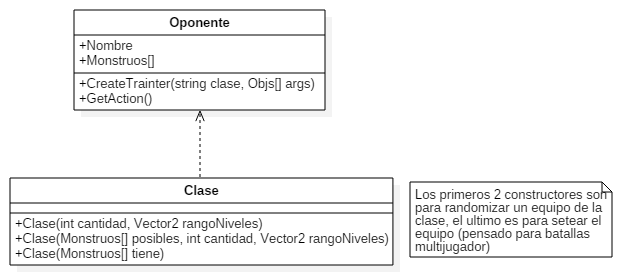 Oponente
+Nombre
+Monstruos[]
+CreateTrainter(string clase, Objs[] args)
+GetAction()
Clase
+Clase(int cantidad, Vector2 rangoNiveles)
+Clase(Monstruos[] posibles, int cantidad, Vector2 rangoNiveles)
+Clase(Monstruos[] tiene)
Los primeros 2 constructores son
para randomizar un equipo de la
clase, el ultimo es para setear el
equipo (pensado para batallas
multijugador)